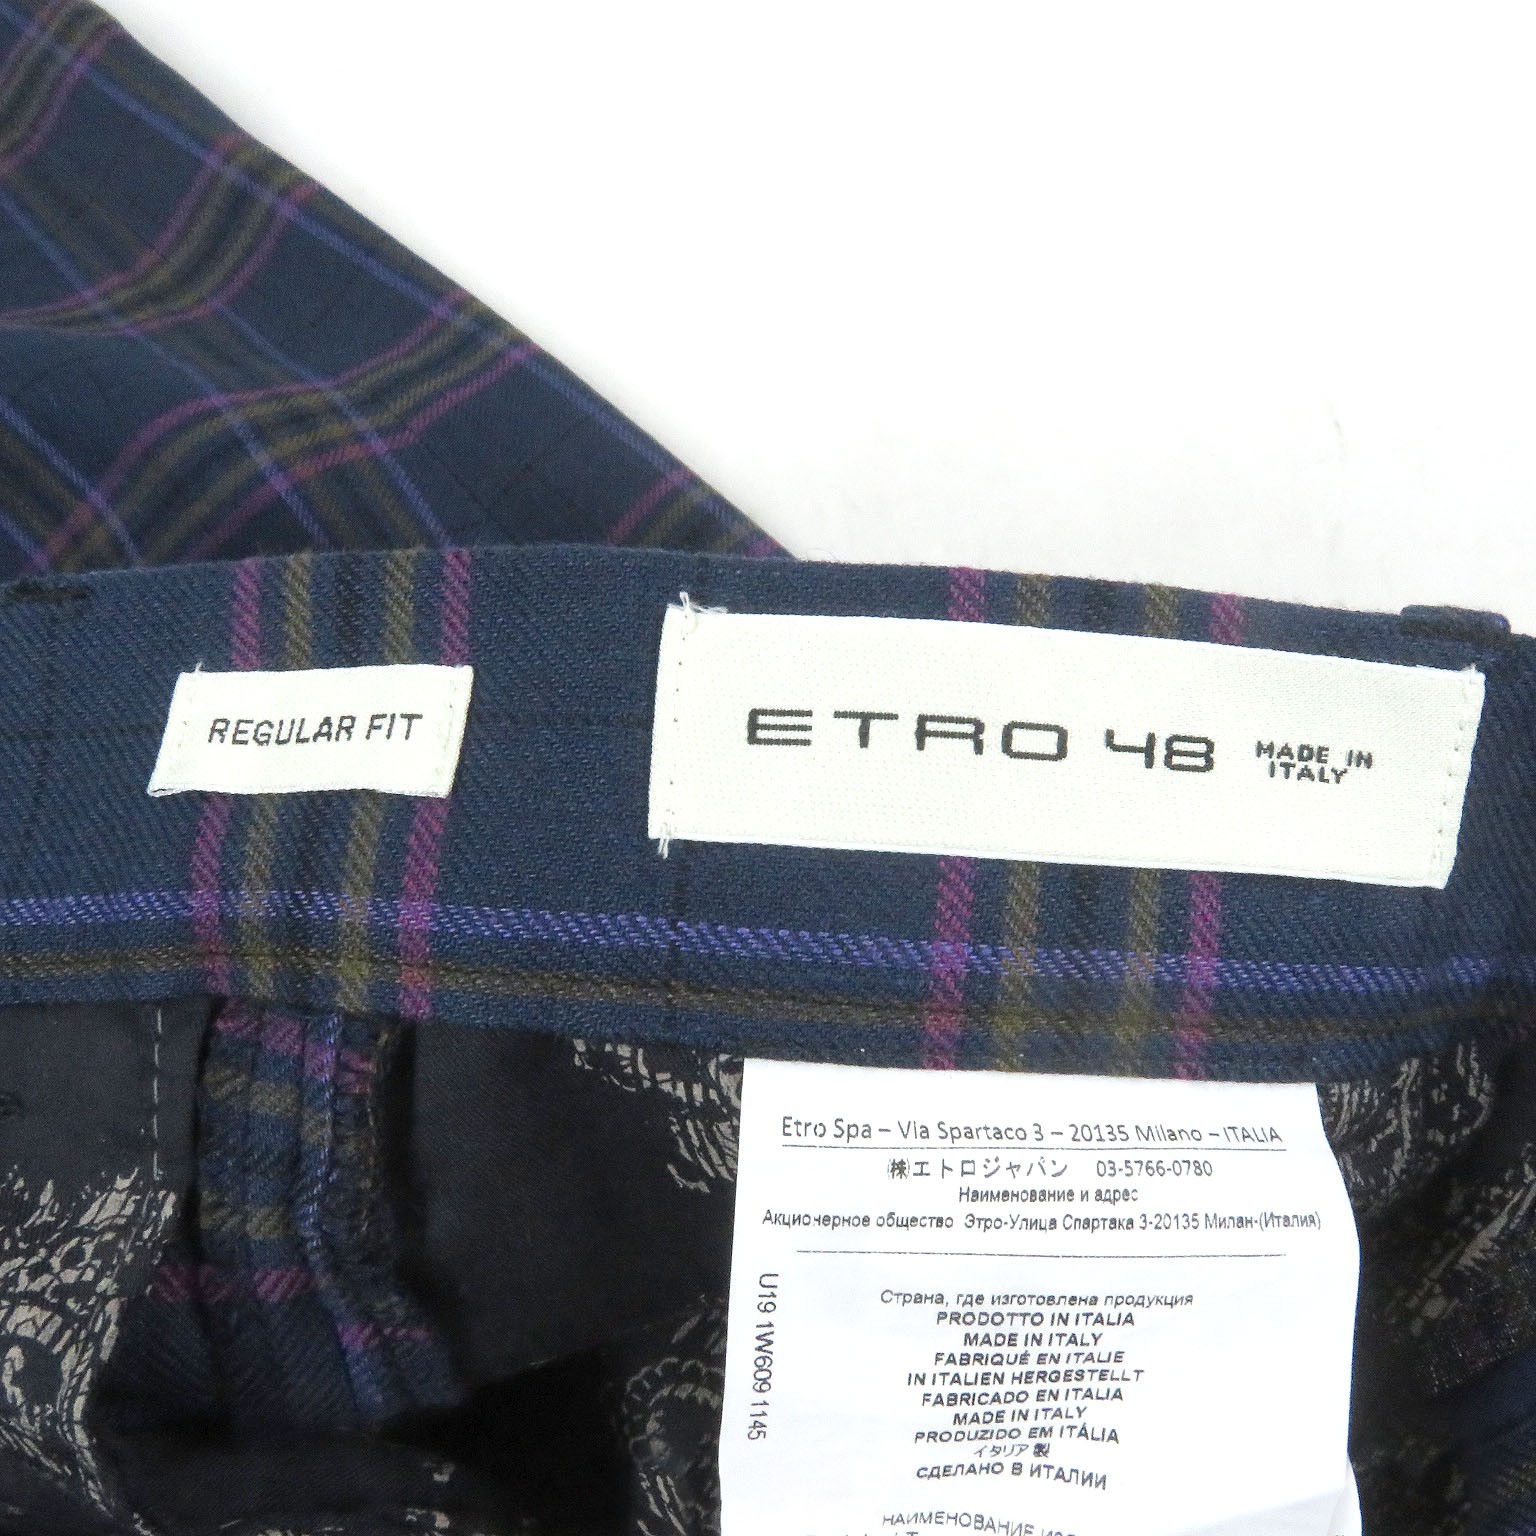 REGULAR FIT
ETRO 48 MADE IN ITALY
Etro Spa – Via Spartaco 3 – 20135 Milano – ITALIA
㈱エトロジャパン 03-5766-0780
Наименование и адрес
Акционерное общество Этро-Улица Спартака 3-20135 Милан-(Италия)
U19 1W609 1145
Страна, где изготовлена продукция
PRODOTTO IN ITALIA
MADE IN ITALY
FABRIQUÉ EN ITALIE
IN ITALIEN HERGESTELLT
FABRICADO EN ITALIA
MADE IN ITALY
PRODUZIDO EM ITÁLIA
イタリア製
СДЕЛАНО В ИТАЛИИ
НАИМЕНОВАНИЕ